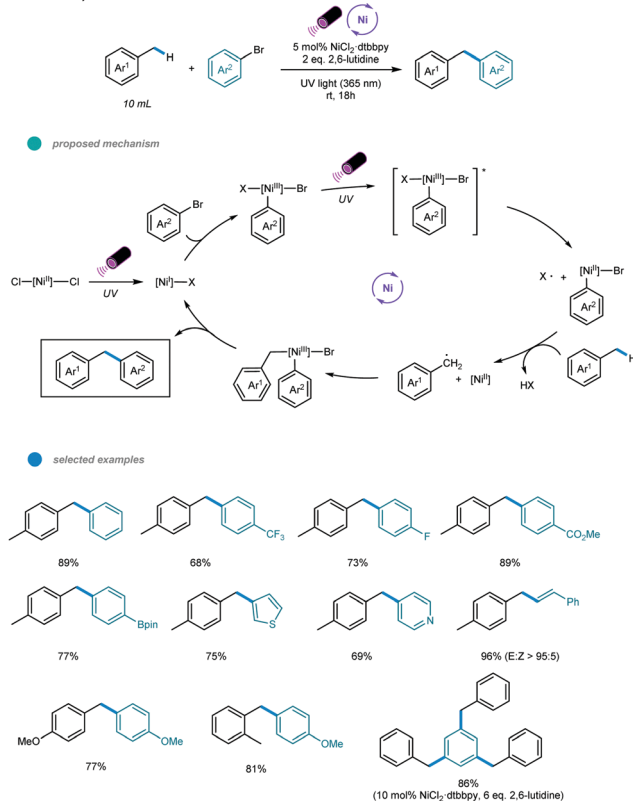 Ni
H
Br
5 mol% NiCl2·dtbbpy
2 eq. 2,6-lutidine
Ar1
+
Ar2
UV light (365 nm)
rt, 18h
Ar1
Ar2
10 mL
proposed mechanism
X—[NiIII]—Br
UV
X—[NiIII]—Br
*
Br
Ar2
Ar2
Ar2
Cl—[NiII]—Cl
UV
[NiI]—X
Ni
X· +
[NiII]—Br
Ar2
Ar1
Ar2
[NiIII]—Br
Ar1
Ar2
·CH2
Ar1
+ [NiII]
HX
Ar1
H
selected examples
89%
CF3
68%
F
73%
CO2Me
89%
Bpin
77%
S
75%
N
69%
Ph
96% (E:Z > 95:5)
MeO
OMe
77%
OMe
81%
86%
(10 mol% NiCl2·dtbbpy, 6 eq. 2,6-lutidine)